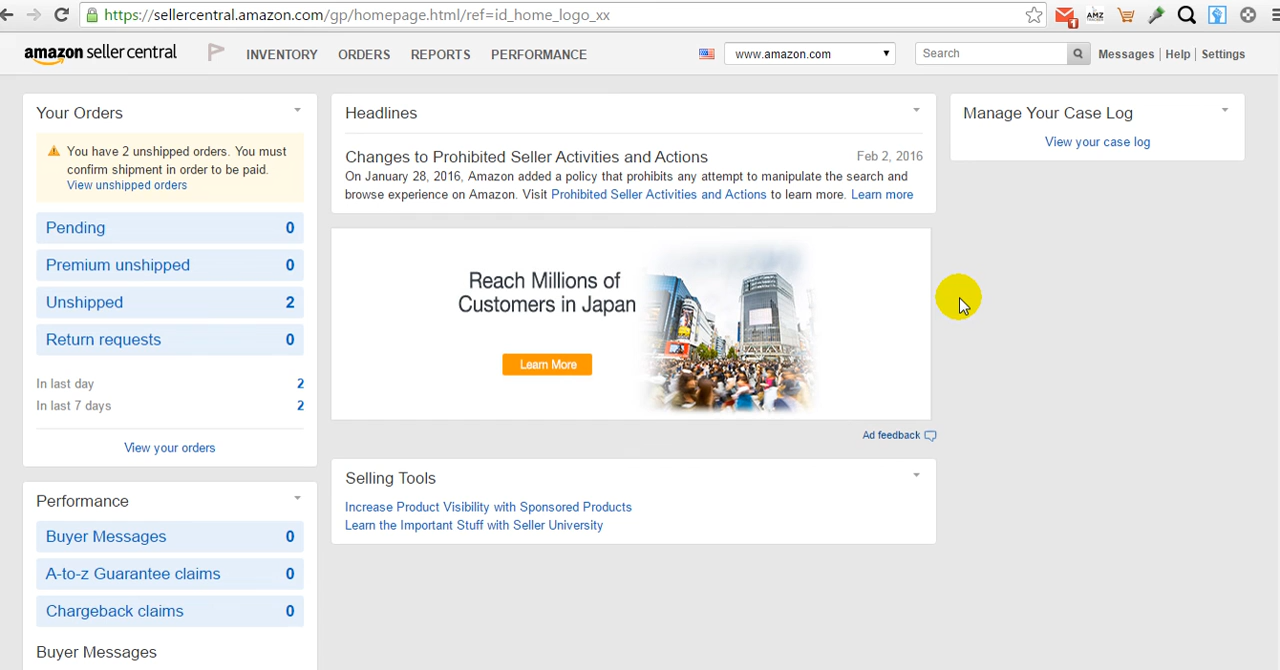 https://sellercentral.amazon.com/gp/homepage.html/ref=id_home_logo_xx
1
AMZ
amazon seller central
INVENTORY
ORDERS
REPORTS
PERFORMANCE
www.amazon.com
Search
Messages | Help | Settings
Your Orders
You have 2 unshipped orders. You must
confirm shipment in order to be paid.
View unshipped orders
Pending 0
Premium unshipped 0
Unshipped 2
Return requests 0
In last day 2
In last 7 days 2
View your orders
Performance
Buyer Messages 0
A-to-z Guarantee claims 0
Chargeback claims 0
Buyer Messages
Headlines
Changes to Prohibited Seller Activities and Actions Feb 2, 2016
On January 28, 2016, Amazon added a policy that prohibits any attempt to manipulate the search and
browse experience on Amazon. Visit Prohibited Seller Activities and Actions to learn more. Learn more
Reach Millions of
Customers in Japan
Learn More
Ad feedback
Selling Tools
Increase Product Visibility with Sponsored Products
Learn the Important Stuff with Seller University
Manage Your Case Log
View your case log